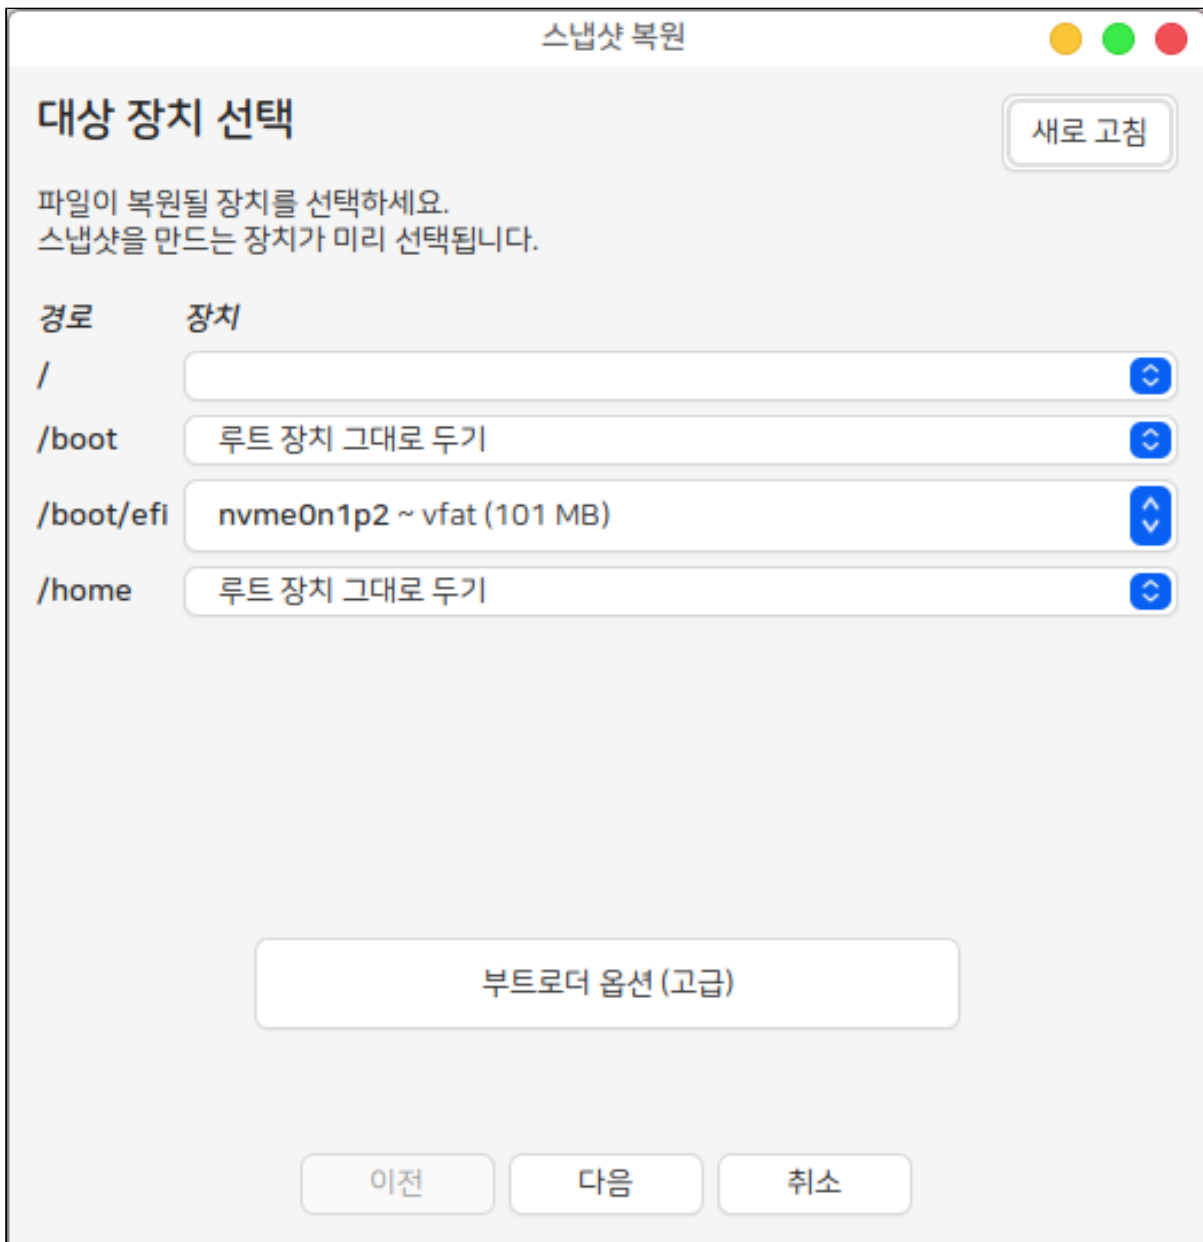 스냅샷 복원
대상 장치 선택
새로 고침
파일이 복원될 장치를 선택하세요.
스냅샷을 만드는 장치가 미리 선택됩니다.
경로 장치
/
/boot 루트 장치 그대로 두기
/boot/efi nvme0n1p2 ~ vfat (101 MB)
/home 루트 장치 그대로 두기
부트로더 옵션 (고급)
이전 다음 취소